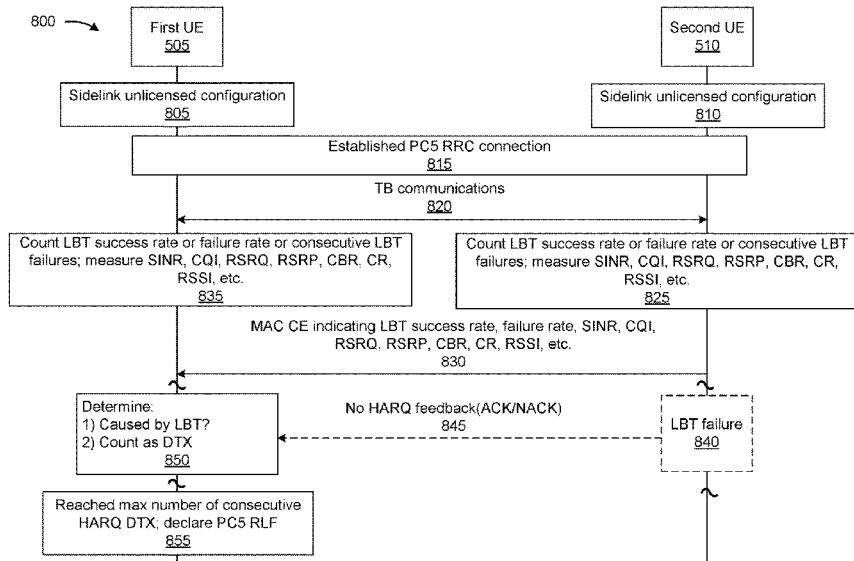 800
First UE
505
Second UE
510
Sidelink unlicensed configuration
805
Sidelink unlicensed configuration
810
Established PC5 RRC connection
815
TB communications
820
Count LBT success rate or failure rate or consecutive LBT
failures; measure SINR, CQI, RSRQ, RSRP, CBR, CR,
RSSI, etc.
835
Count LBT success rate or failure rate or consecutive LBT
failures; measure SINR, CQI, RSRQ, RSRP, CBR, CR,
RSSI, etc.
825
MAC CE indicating LBT success rate, failure rate, SINR, CQI,
RSRQ, RSRP, CBR, CR, RSSI, etc.
830
Determine:
1) Caused by LBT?
2) Count as DTX
850
No HARQ feedback(ACK/NACK)
845
LBT failure
840
Reached max number of consecutive
HARQ DTX; declare PC5 RLF
855